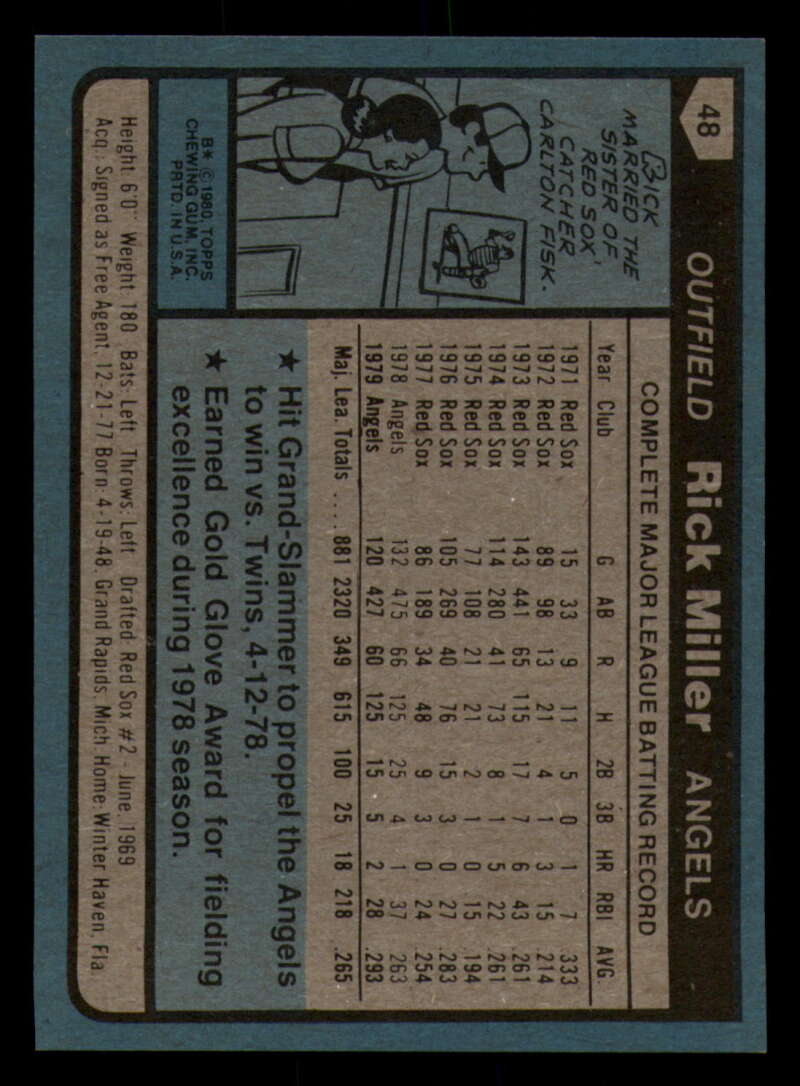 48
OUTFIELD Rick Miller ANGELS
RICK
MARRIED THE
SISTER OF
RED SOX'
CATCHER
CARLTON FISK.
B* © 1980, TOPPS
CHEWING GUM, INC.
PRTD. IN U.S.A.
COMPLETE MAJOR LEAGUE BATTING RECORD
Year Club G AB R H 2B 3B HR RBI AVG.
1971 Red Sox 15 33 9 11 5 0 1 7 .333
1972 Red Sox 89 98 13 21 4 1 3 15 .214
1973 Red Sox 143 441 65 115 17 7 6 43 .261
1974 Red Sox 114 280 41 73 8 1 5 22 .261
1975 Red Sox 77 108 21 21 2 1 0 15 .194
1976 Red Sox 105 269 40 76 15 3 0 27 .283
1977 Red Sox 86 189 34 48 9 3 0 24 .254
1978 Angels 132 475 66 125 25 4 1 37 .263
1979 Angels 120 427 60 125 15 5 2 28 .293
Maj. Lea. Totals .... 881 2320 349 615 100 25 18 218 .265
★ Hit Grand-Slammer to propel the Angels
to win vs. Twins, 4-12-78.
★ Earned Gold Glove Award for fielding
excellence during 1978 season.
Height: 6'0" Weight: 180 Bats: Left Throws: Left Drafted: Red Sox #2 - June, 1969
Acq.: Signed as Free Agent, 12-21-77 Born: 4-19-48, Grand Rapids, Mich. Home: Winter Haven, Fla.